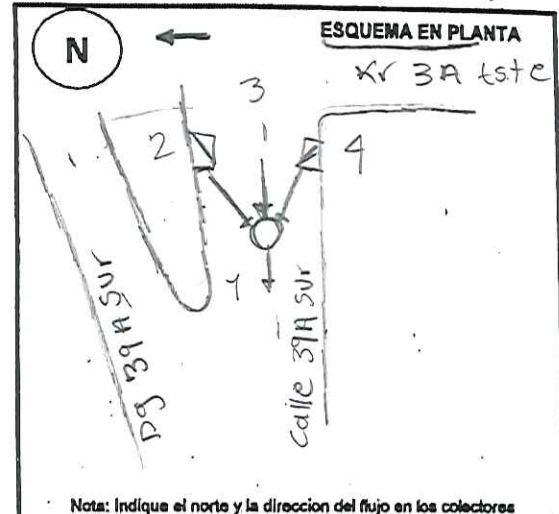 N
ESQUEMA EN PLANTA
Kr 3A Este
3
2
4
1
Dg 39A Sur
Calle 39A Sur
Nota: Indique el norte y la direccion del flujo en los colectores